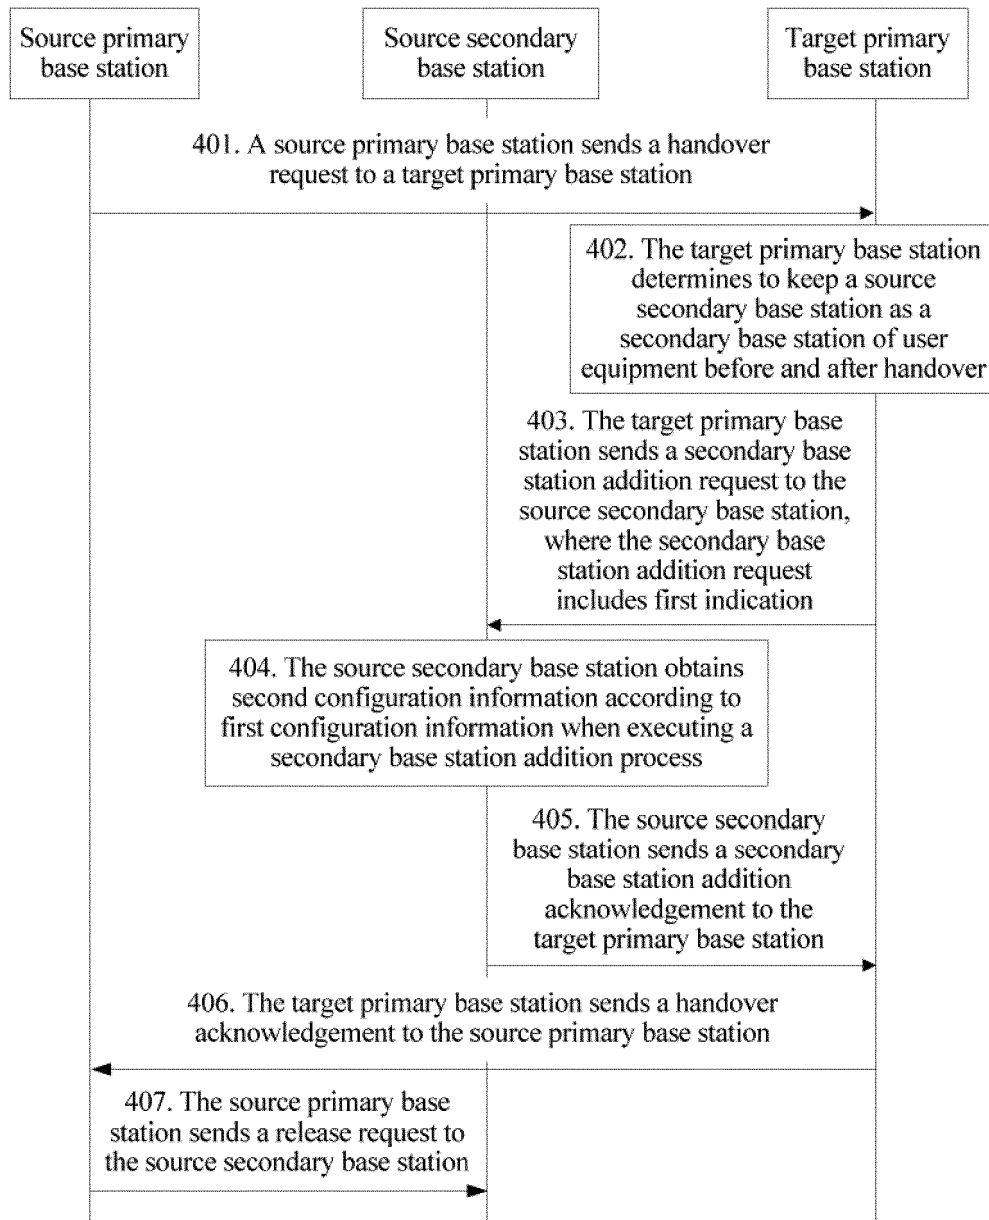 Source primary
base station
Source secondary
base station
Target primary
base station
401. A source primary base station sends a handover
request to a target primary base station
402. The target primary base station
determines to keep a source
secondary base station as a
secondary base station of user
equipment before and after handover
403. The target primary base
station sends a secondary base
station addition request to the
source secondary base station,
where the secondary base
station addition request
includes first indication
404. The source secondary base station obtains
second configuration information according to
first configuration information when executing a
secondary base station addition process
405. The source secondary
base station sends a secondary
base station addition
acknowledgement to the
target primary base station
406. The target primary base station sends a handover
acknowledgement to the source primary base station
407. The source primary base
station sends a release request to
the source secondary base station